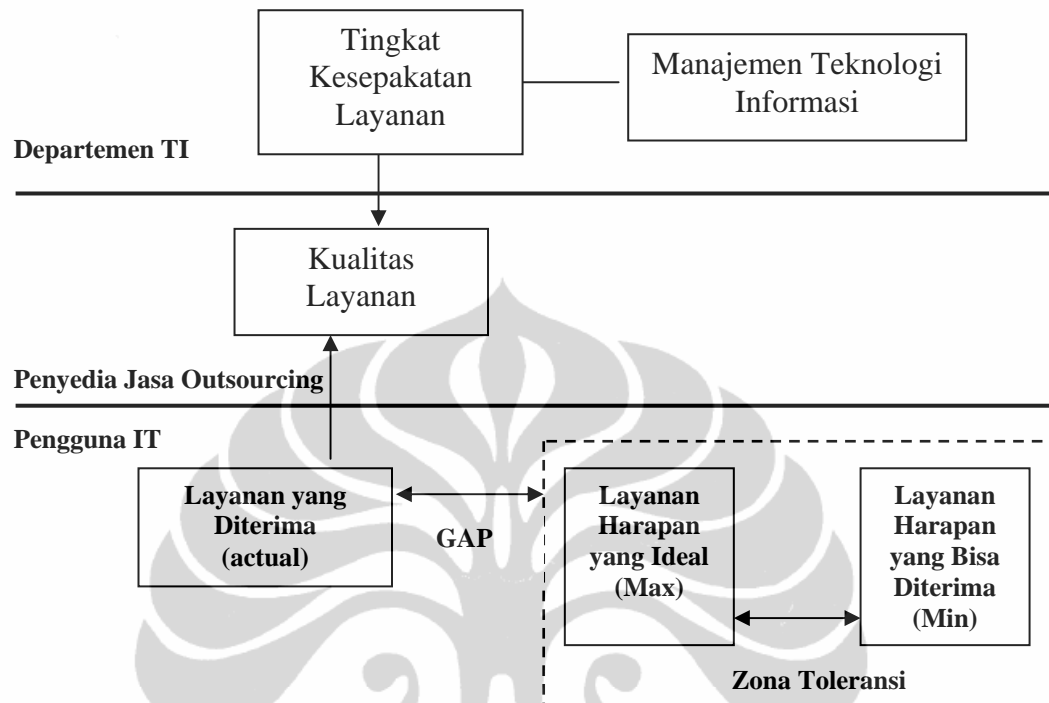 Tingkat
Kesepakatan
Layanan
Manajemen Teknologi
Informasi
Departemen TI
Kualitas
Layanan
Penyedia Jasa Outsourcing
Pengguna IT
Layanan yang
Diterima
(actual)
GAP
Layanan
Harapan
yang Ideal
(Max)
Layanan
Harapan
yang Bisa
Diterima
(Min)
Zona Toleransi